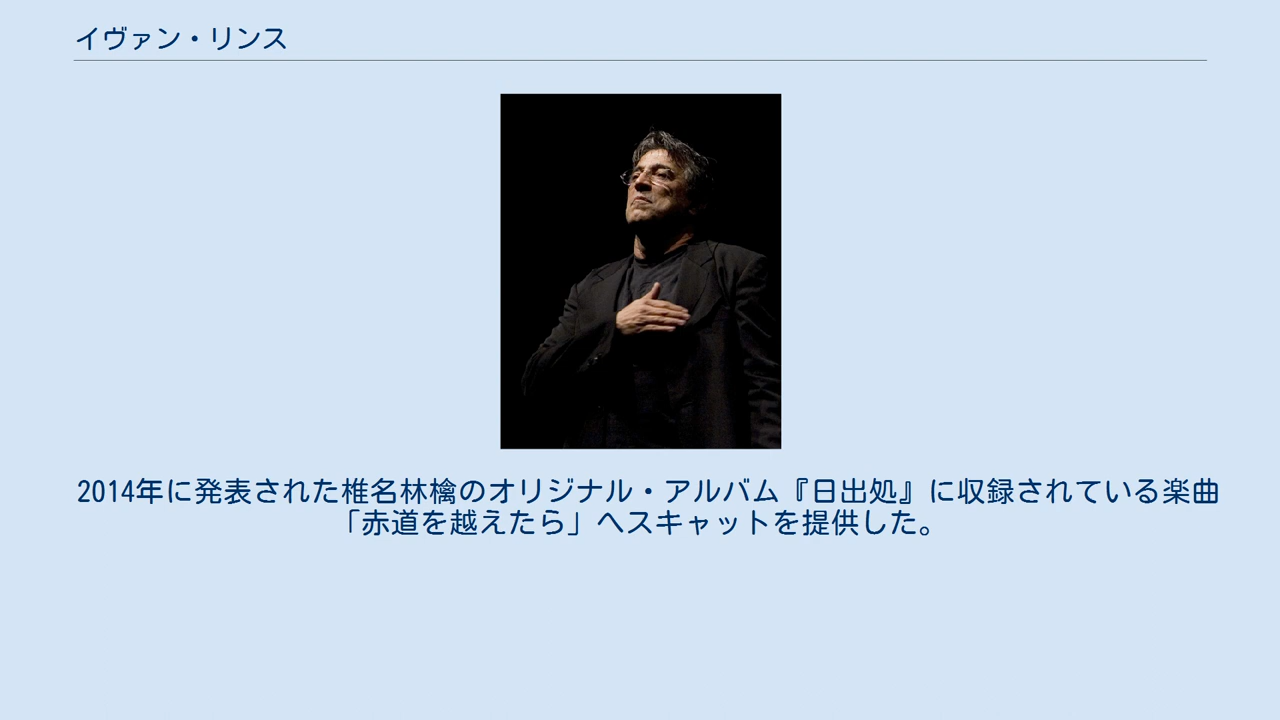 イヴァン・リンス
2014年に発表された椎名林檎のオリジナル・アルバム『日出処』に収録されている楽曲
「赤道を越えたら」へスキャットを提供した。